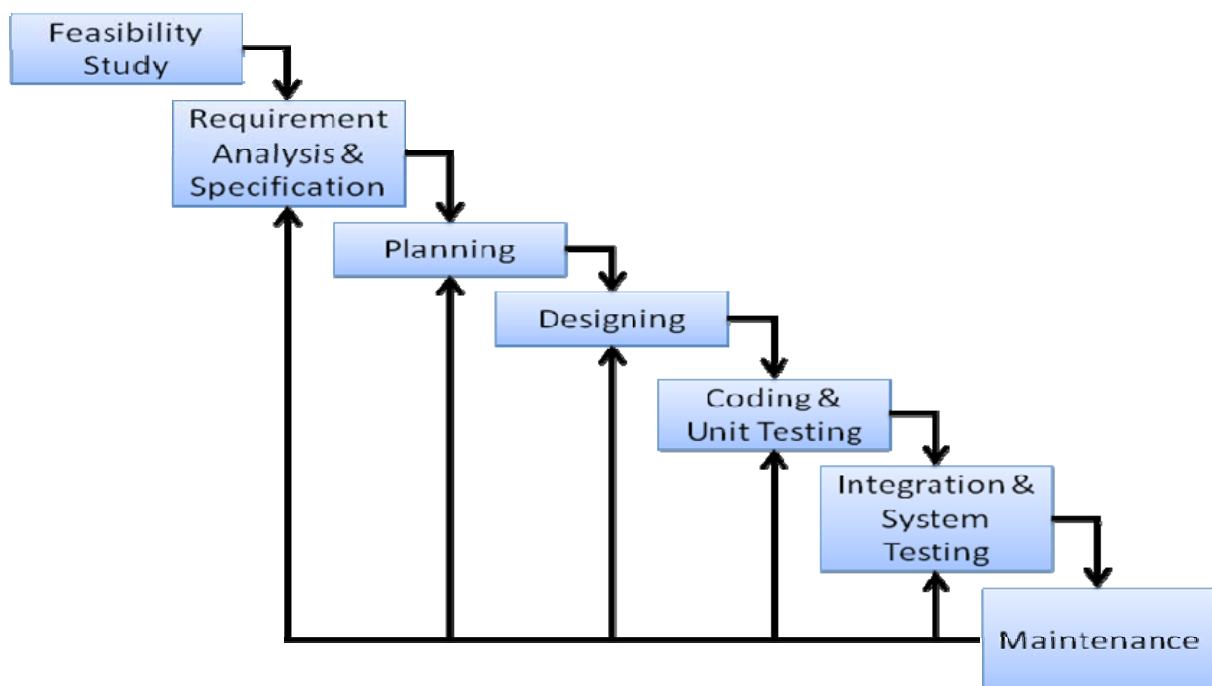 Feasibility
Study
Requirement
Analysis &
Specification
Planning
Designing
Coding &
Unit Testing
Integration &
System
Testing
Maintenance